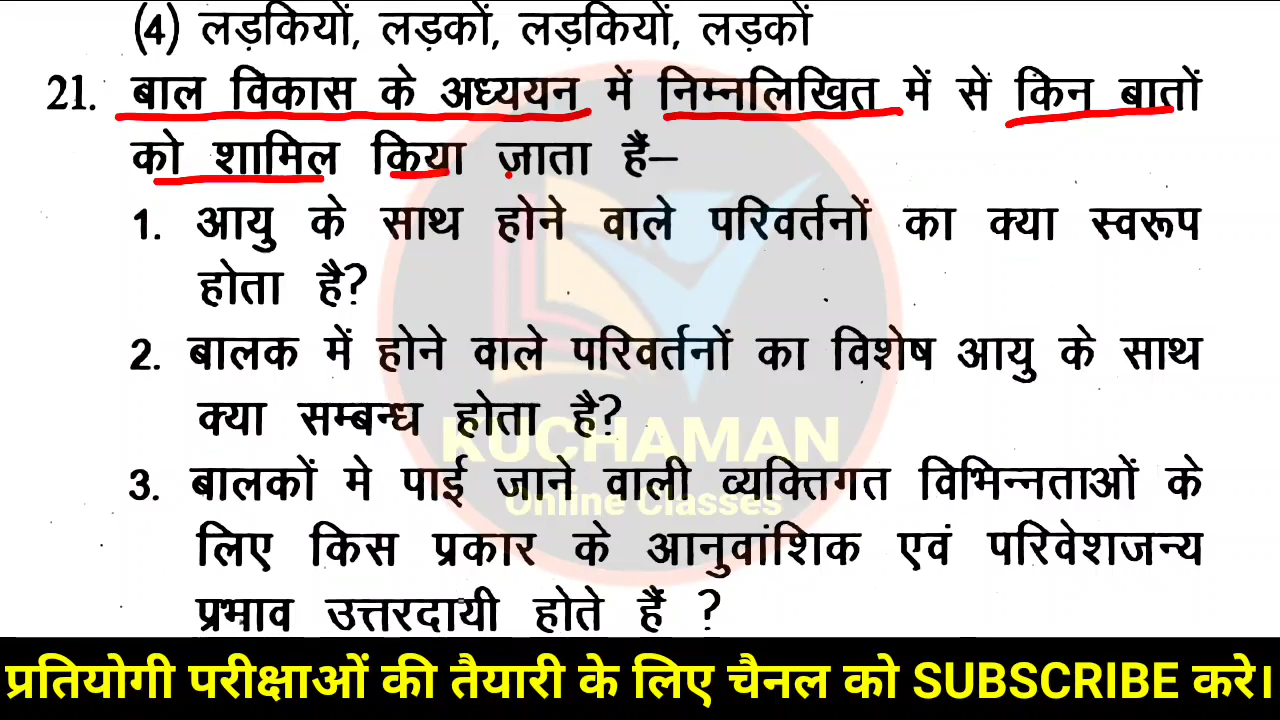 (4) लड़कियों, लड़कों, लड़कियों, लड़कों
21. बाल विकास के अध्ययन में निम्नलिखित में से किन बातों
को शामिल किया जाता हैं–
1. आयु के साथ होने वाले परिवर्तनों का क्या स्वरूप
होता है?
2. बालक में होने वाले परिवर्तनों का विशेष आयु के साथ
क्या सम्बन्ध होता है?
3. बालकों मे पाई जाने वाली व्यक्तिगत विभिन्नताओं के
लिए किस प्रकार के आनुवांशिक एवं परिवेशजन्य
प्रभाव उत्तरदायी होते हैं ?
KUCHAMAN
Online Classes
प्रतियोगी परीक्षाओं की तैयारी के लिए चैनल को SUBSCRIBE करे।